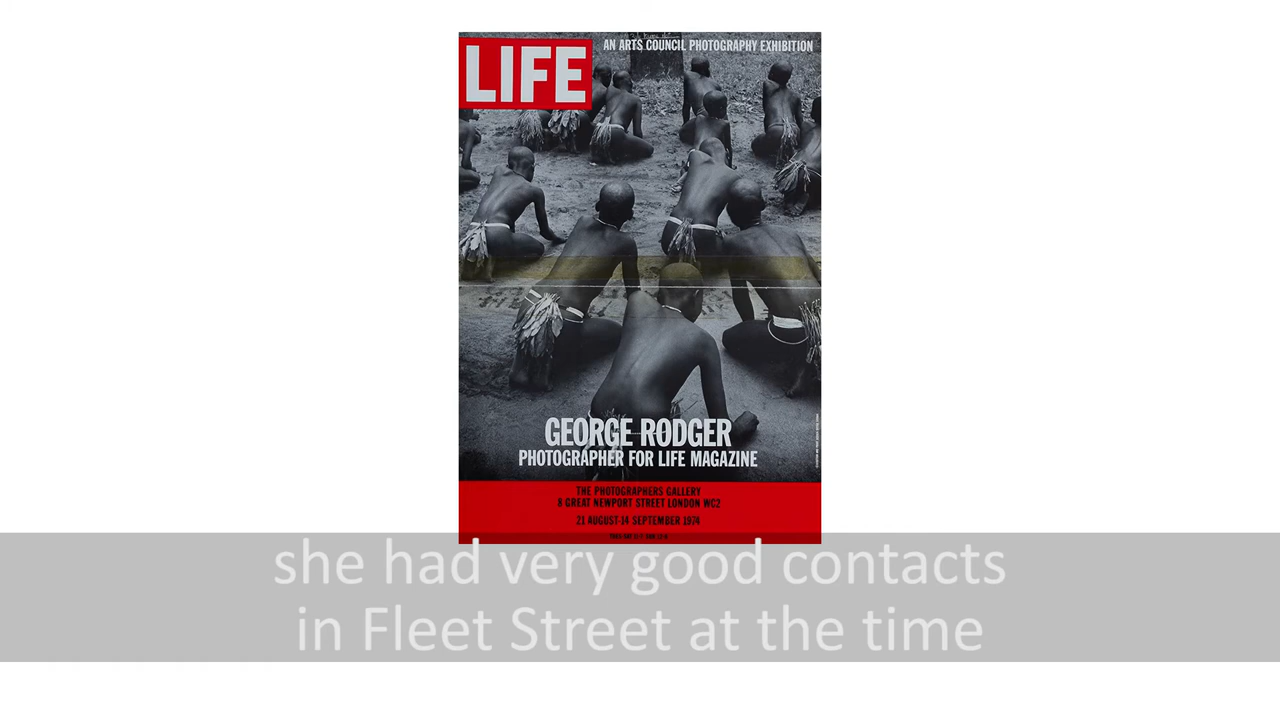 LIFE
AN ARTS COUNCIL PHOTOGRAPHY EXHIBITION
GEORGE RODGER
PHOTOGRAPHER FOR LIFE MAGAZINE
THE PHOTOGRAPHERS GALLERY
8 GREAT NEWPORT STREET LONDON WC2
21 AUGUST-14 SEPTEMBER 1974
she had very good contacts
in Fleet Street at the time